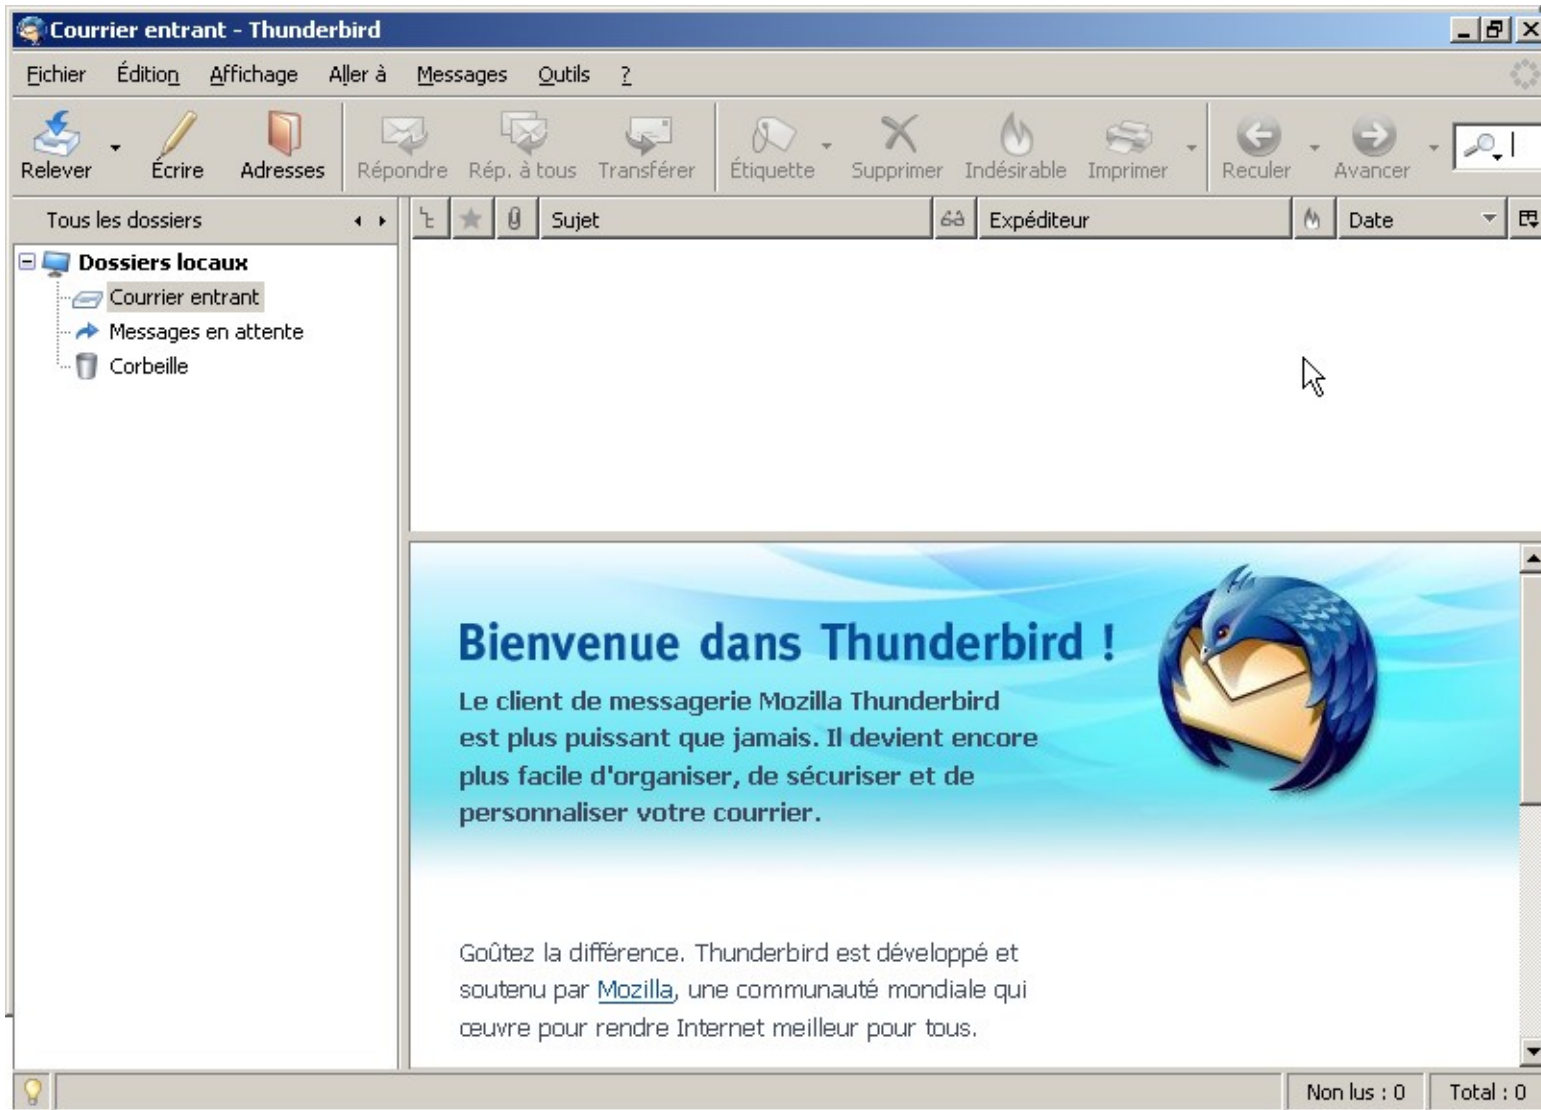 Courrier entrant - Thunderbird
Fichier Édition Affichage Aller à Messages Outils ?
Relever Écrire Adresses Répondre Rép. à tous Transférer Étiquette Supprimer Indésirable Imprimer Reculer Avancer
Tous les dossiers Sujet Expéditeur Date
Dossiers locaux
Courrier entrant
Messages en attente
Corbeille
Bienvenue dans Thunderbird !
Le client de messagerie Mozilla Thunderbird
est plus puissant que jamais. Il devient encore
plus facile d'organiser, de sécuriser et de
personnaliser votre courrier.
Goûtez la différence. Thunderbird est développé et
soutenu par Mozilla, une communauté mondiale qui
œuvre pour rendre Internet meilleur pour tous.
Non lus : 0 Total : 0